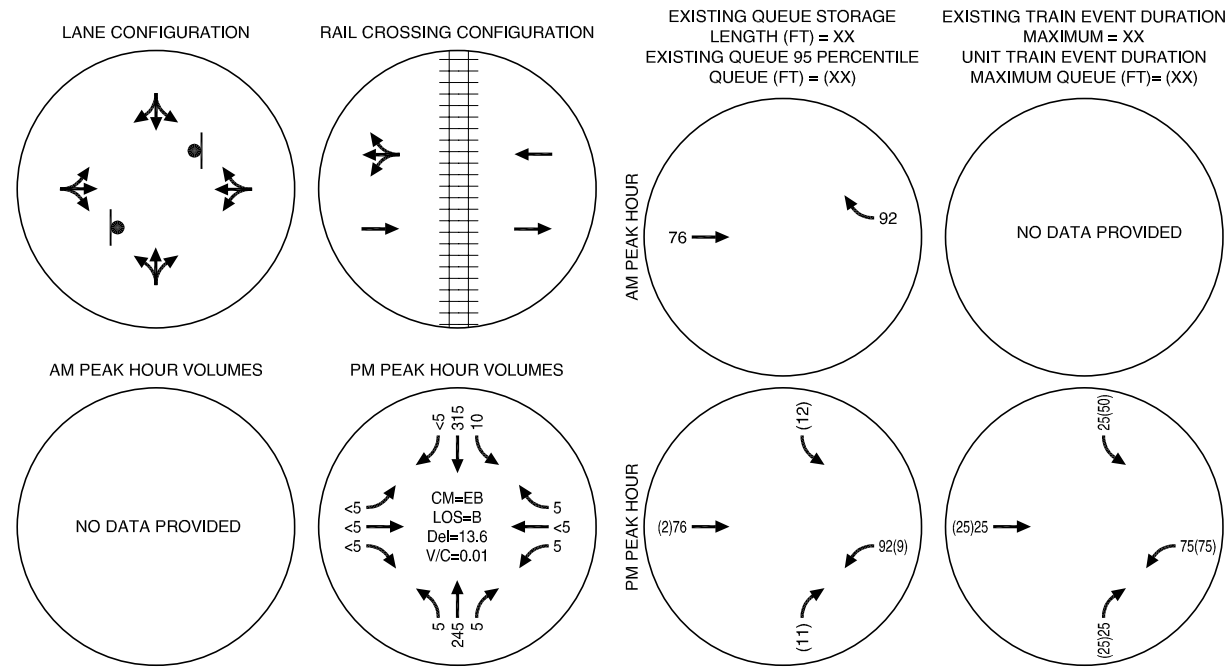 LANE CONFIGURATION
RAIL CROSSING CONFIGURATION
EXISTING QUEUE STORAGE
LENGTH (FT) = XX
EXISTING QUEUE 95 PERCENTILE
QUEUE (FT) = (XX)
EXISTING TRAIN EVENT DURATION
MAXIMUM = XX
UNIT TRAIN EVENT DURATION
MAXIMUM QUEUE (FT)= (XX)
AM PEAK HOUR
76
92
NO DATA PROVIDED
AM PEAK HOUR VOLUMES
NO DATA PROVIDED
PM PEAK HOUR VOLUMES
<5
315
10
<5
<5
<5
CM=EB
LOS=B
Del=13.6
V/C=0.01
5
<5
5
5
245
5
PM PEAK HOUR
(12)
(2)76
92(9)
(11)
25(50)
(25)25
75(75)
(25)25